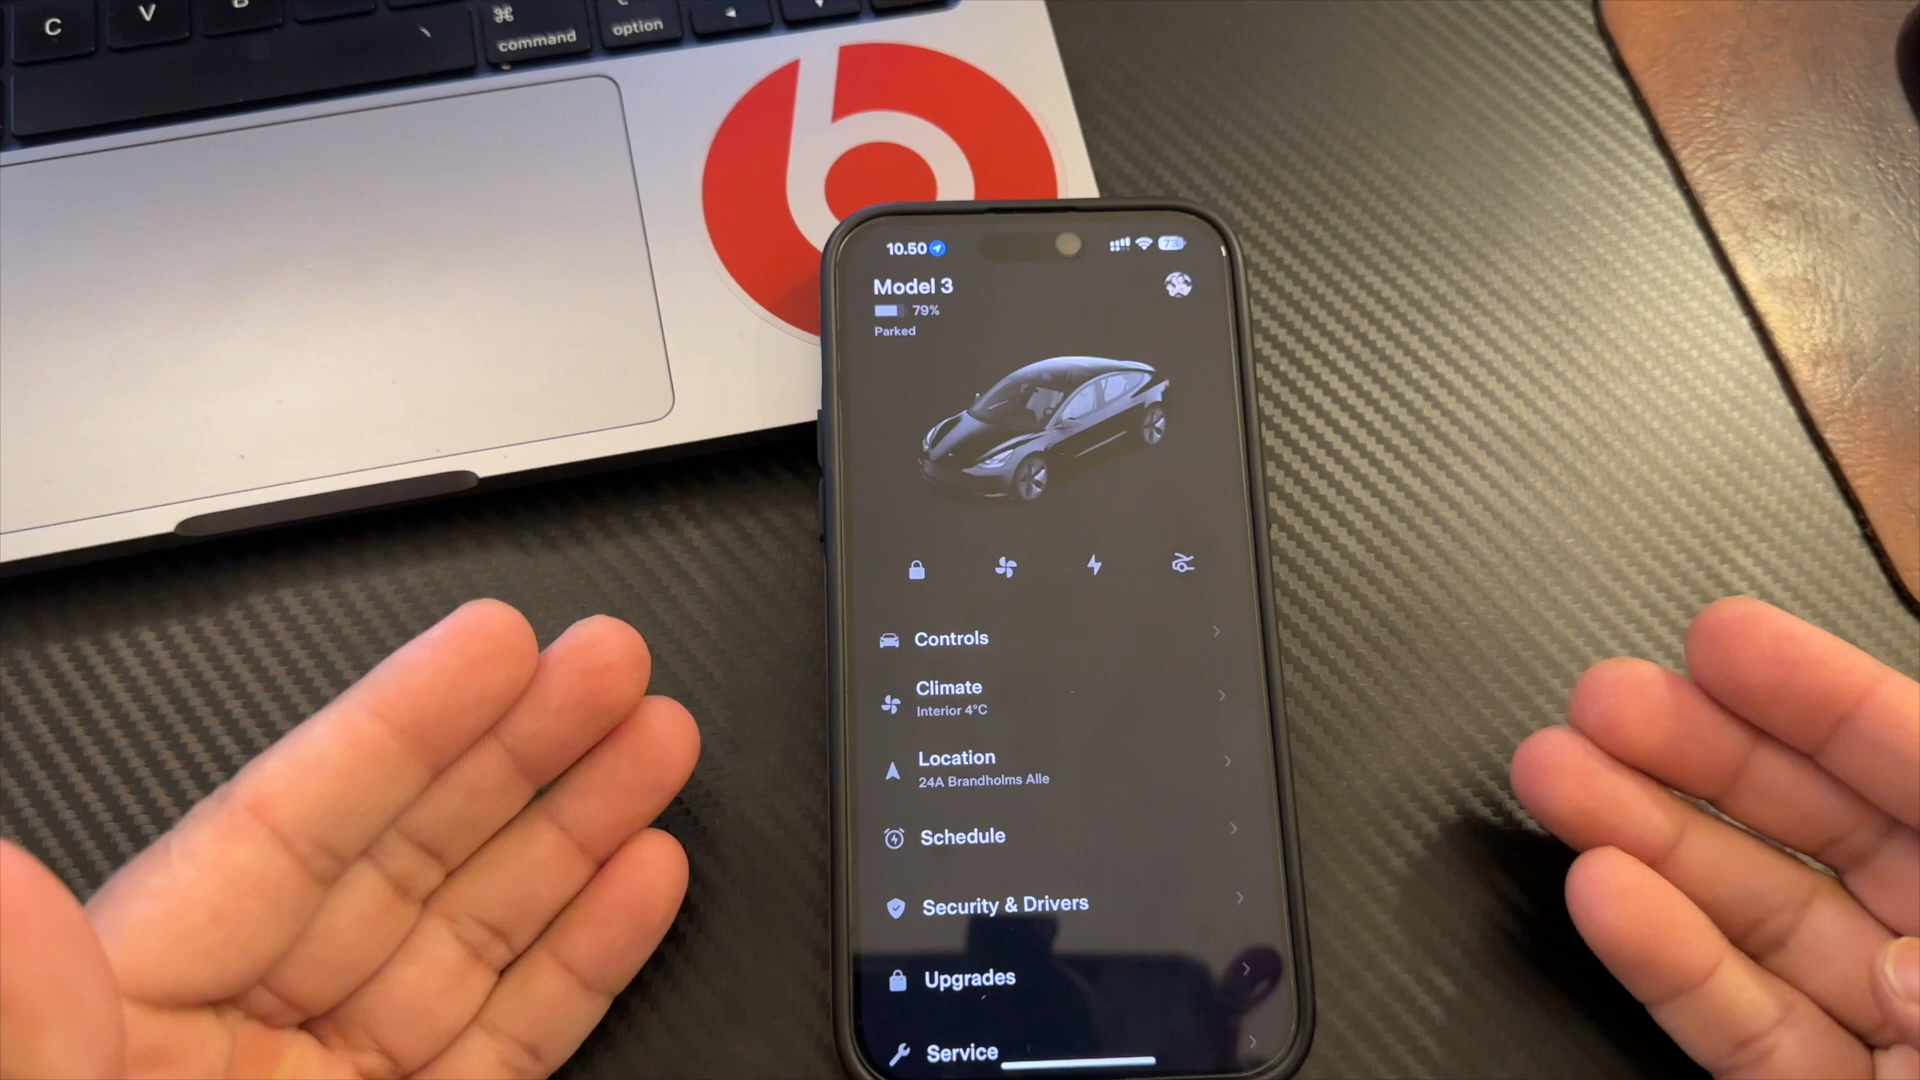 C
V
B
⌘
command
option
10.50
73
Model 3
79%
Parked
Controls
Climate
Interior 4°C
Location
24A Brandholms Alle
Schedule
Security & Drivers
Upgrades
Service